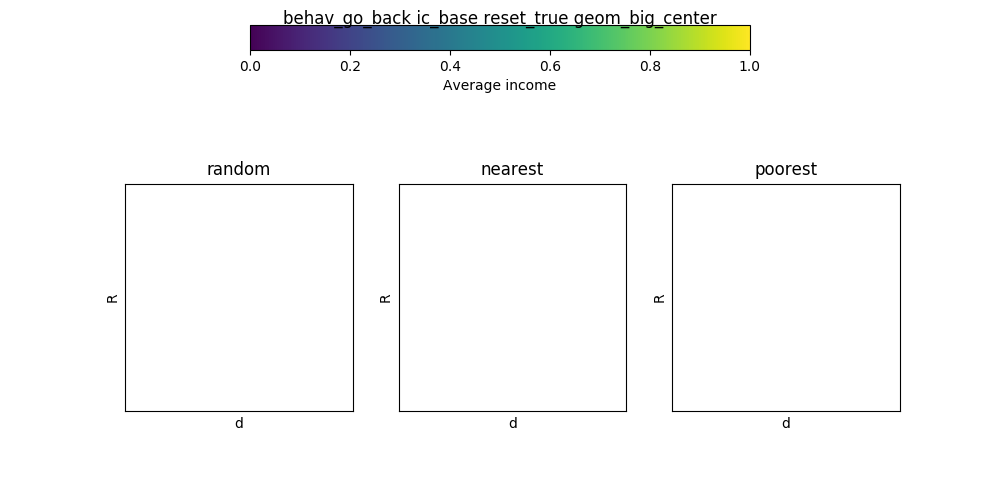 behav_go_back ic_base reset_true geom_big_center
0.0 0.2 0.4 0.6 0.8 1.0
Average income
random nearest poorest
R R R
d d d